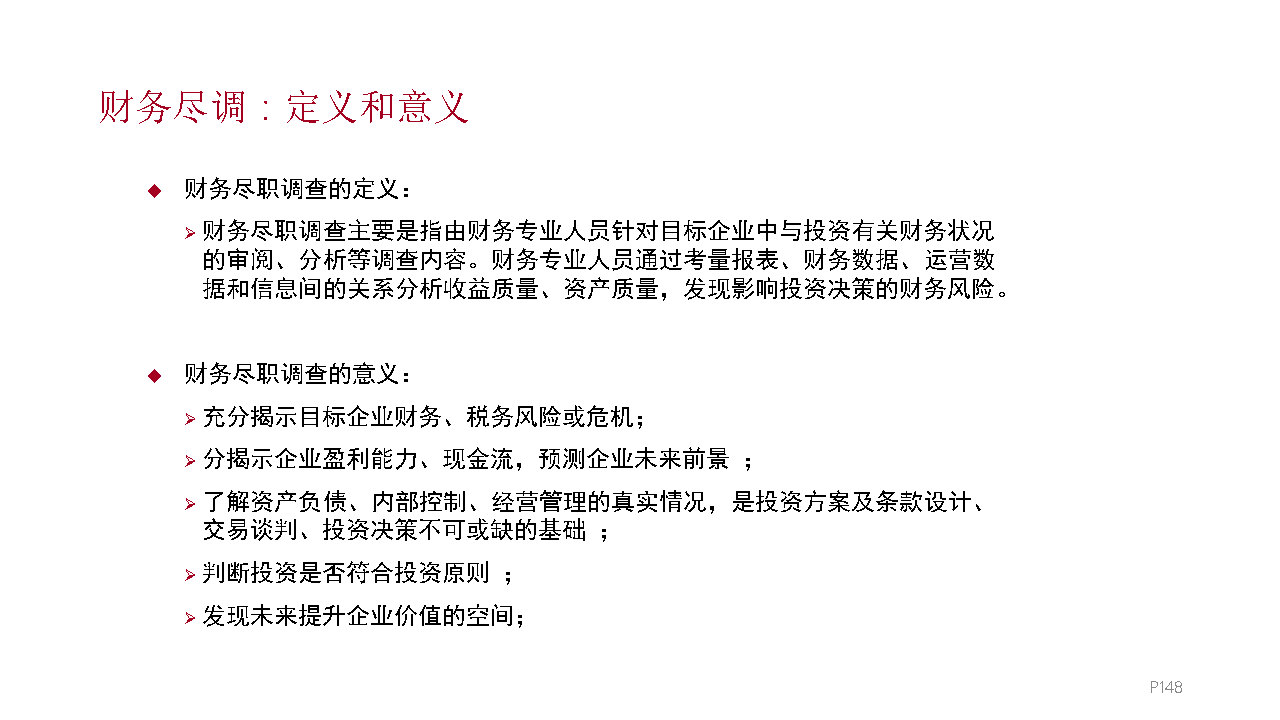 财务尽调：定义和意义
◆ 财务尽职调查的定义：
➢ 财务尽职调查主要是指由财务专业人员针对目标企业中与投资有关财务状况
的审阅、分析等调查内容。财务专业人员通过考量报表、财务数据、运营数
据和信息间的关系分析收益质量、资产质量，发现影响投资决策的财务风险。
◆ 财务尽职调查的意义：
➢ 充分揭示目标企业财务、税务风险或危机；
➢ 分揭示企业盈利能力、现金流，预测企业未来前景 ；
➢ 了解资产负债、内部控制、经营管理的真实情况，是投资方案及条款设计、
交易谈判、投资决策不可或缺的基础 ；
➢ 判断投资是否符合投资原则 ；
➢ 发现未来提升企业价值的空间；
P148